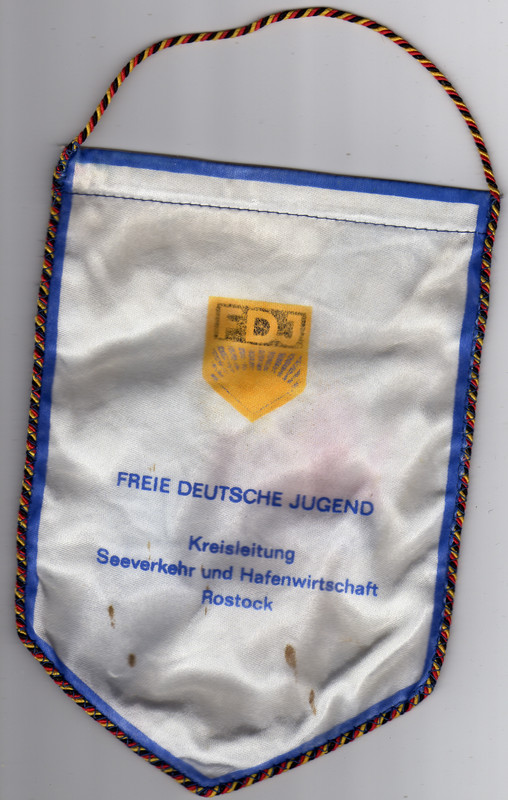 FDJ
FREIE DEUTSCHE JUGEND
Kreisleitung
Seeverkehr und Hafenwirtschaft
Rostock